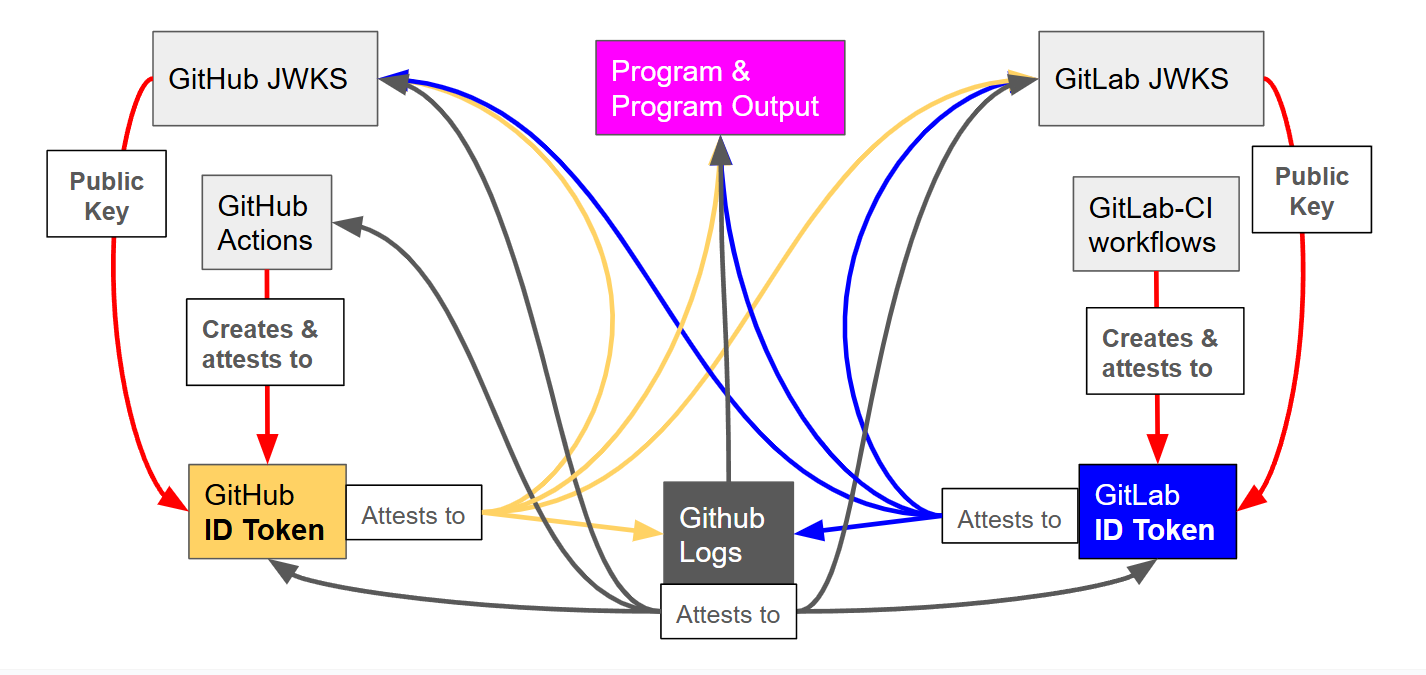 GitHub JWKS
Program &
Program Output
GitLab JWKS
Public
Key
GitHub
Actions
GitLab-CI
workflows
Public
Key
Creates &
attests to
Creates &
attests to
GitHub
ID Token
Attests to
Github
Logs
Attests to
Attests to
GitLab
ID Token